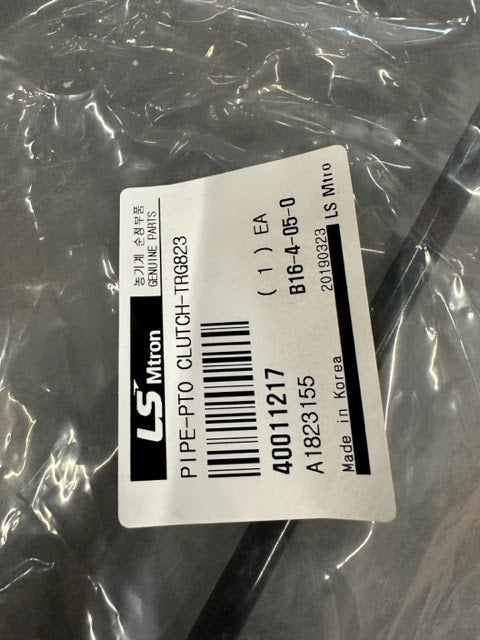 LS Mtron
농기계 순정부품
GENUINE PARTS
PIPE-PTO CLUTCH-TRG823
( 1 ) EA
40011217
B16-4-05-0
A1823155
20190323
Made in Korea
LS Mtro